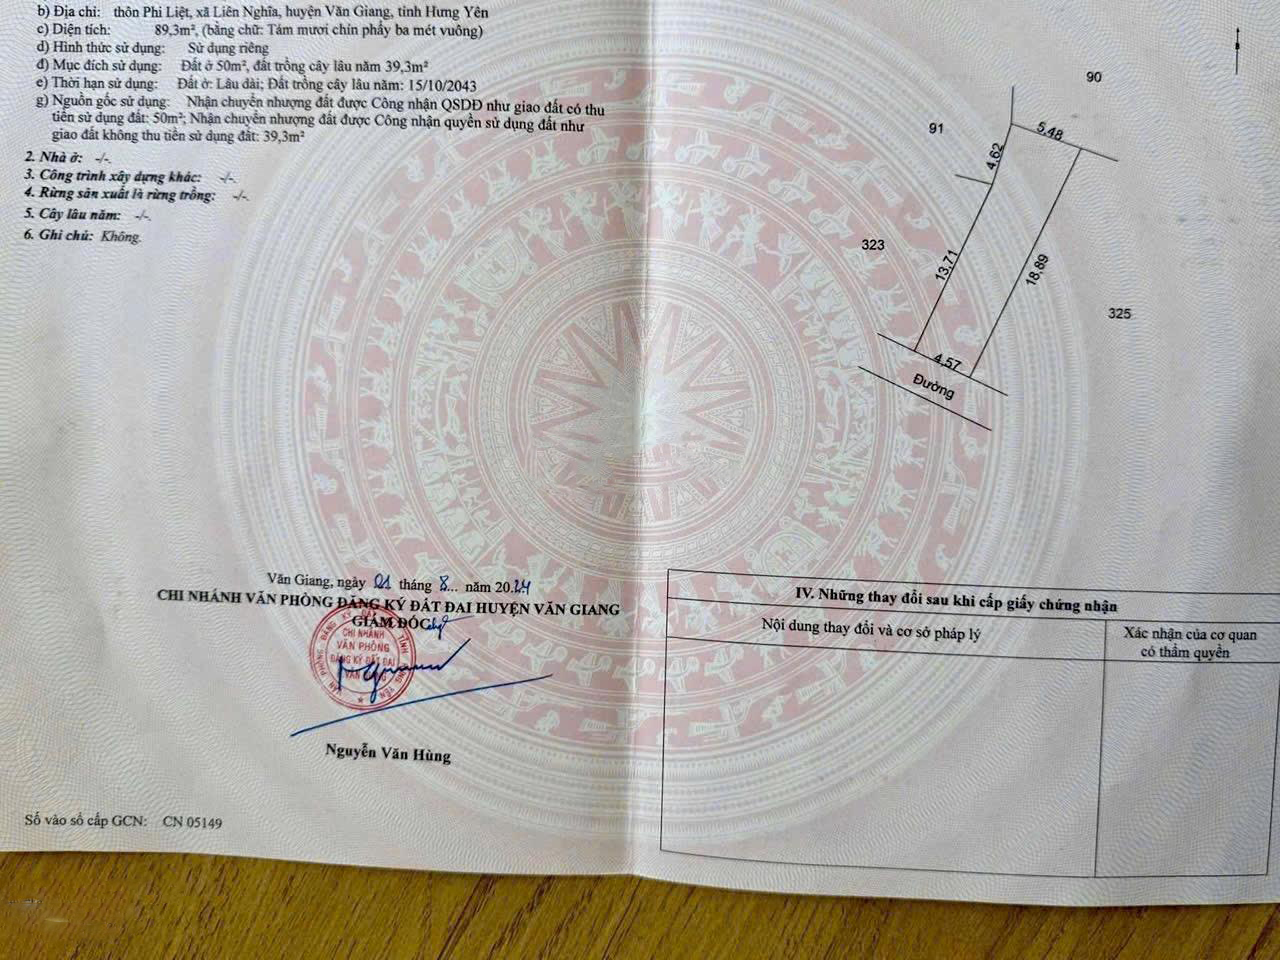 b) Địa chỉ: thôn Phi Liệt, xã Liên Nghĩa, huyện Văn Giang, tỉnh Hưng Yên
c) Diện tích: 89,3m², (bằng chữ: Tám mươi chín phẩy ba mét vuông)
d) Hình thức sử dụng: Sử dụng riêng
đ) Mục đích sử dụng: Đất ở 50m², đất trồng cây lâu năm 39,3m²
e) Thời hạn sử dụng: Đất ở: Lâu dài; Đất trồng cây lâu năm: 15/10/2043
g) Nguồn gốc sử dụng: Nhận chuyển nhượng đất được Công nhận QSDĐ như giao đất có thu
tiền sử dụng đất: 50m²; Nhận chuyển nhượng đất được Công nhận quyền sử dụng đất như
giao đất không thu tiền sử dụng đất: 39,3m²
2. Nhà ở: -/-.
3. Công trình xây dựng khác: -/-.
4. Rừng sản xuất là rừng trồng: -/-.
5. Cây lâu năm: -/-.
6. Ghi chú: Không.
90
91
5,48
4,62
323
13,71
18,89
325
4,57
Đường
Văn Giang, ngày 01 tháng 8... năm 2024
CHI NHÁNH VĂN PHÒNG ĐĂNG KÝ ĐẤT ĐAI HUYỆN VĂN GIANG
GIÁM ĐỐC
CHI NHÁNH
VĂN PHÒNG
ĐĂNG KÝ ĐẤT ĐAI
VĂN GIANG
Nguyễn Văn Hùng
Số vào sổ cấp GCN: CN 05149
IV. Những thay đổi sau khi cấp giấy chứng nhận
Nội dung thay đổi và cơ sở pháp lý
Xác nhận của cơ quan
có thẩm quyền